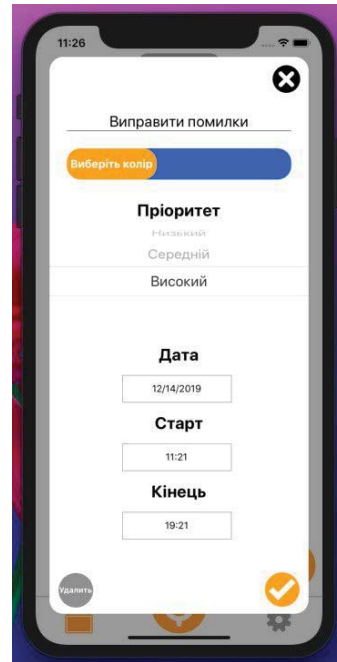 11:26
Виправити помилки
Виберіть колір
Пріоритет
Низький
Середній
Високий
Дата
12/14/2019
Старт
11:21
Кінець
19:21
Удалить